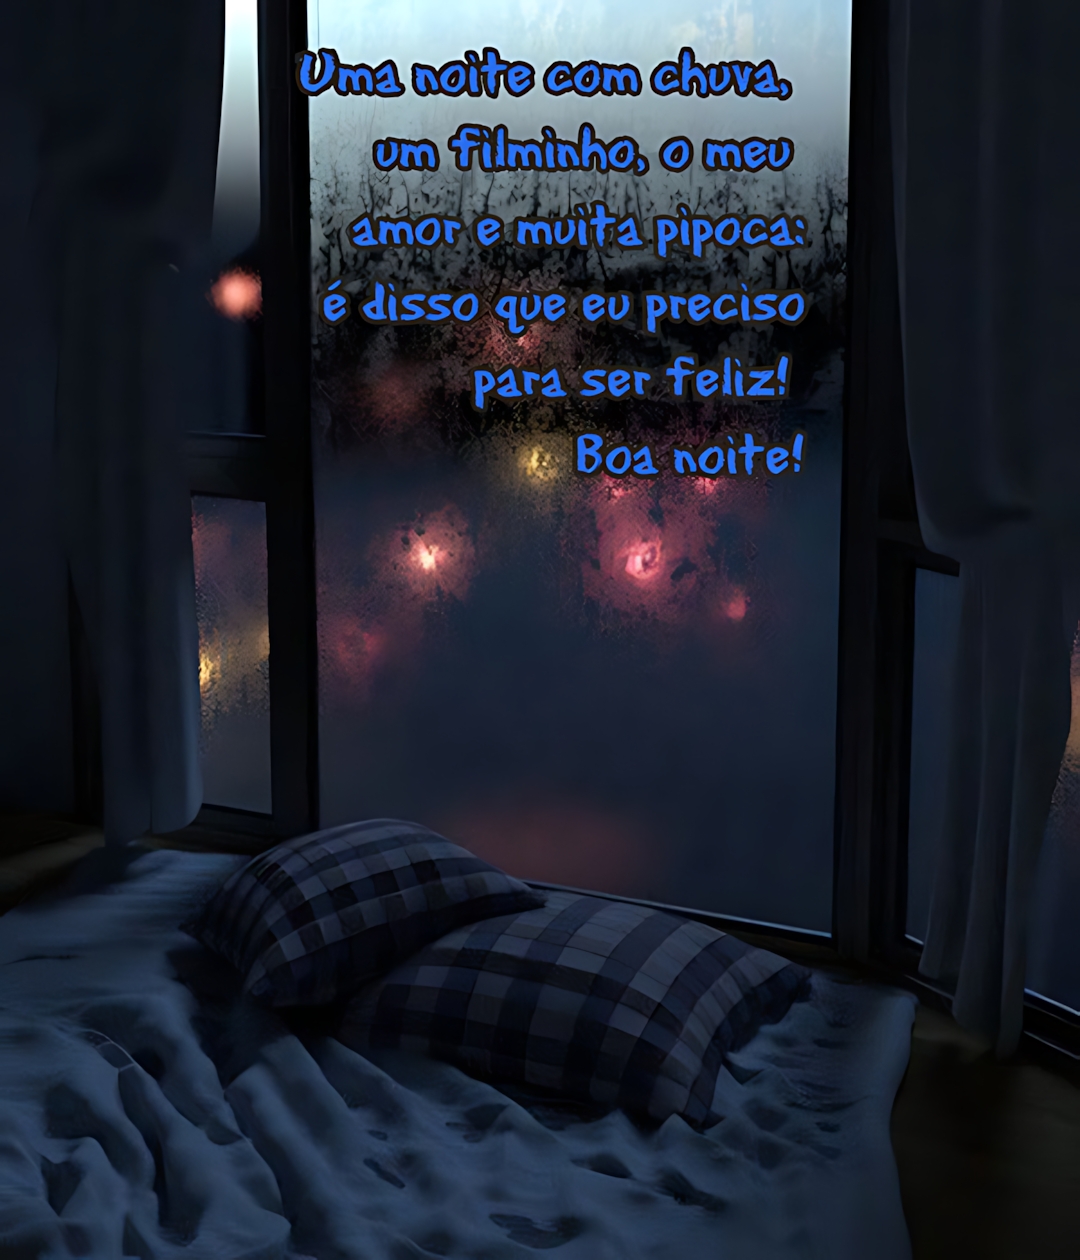 Uma noite com chuva,
um filminho, o meu
amor e muita pipoca:
é disso que eu preciso
para ser feliz!
Boa noite!